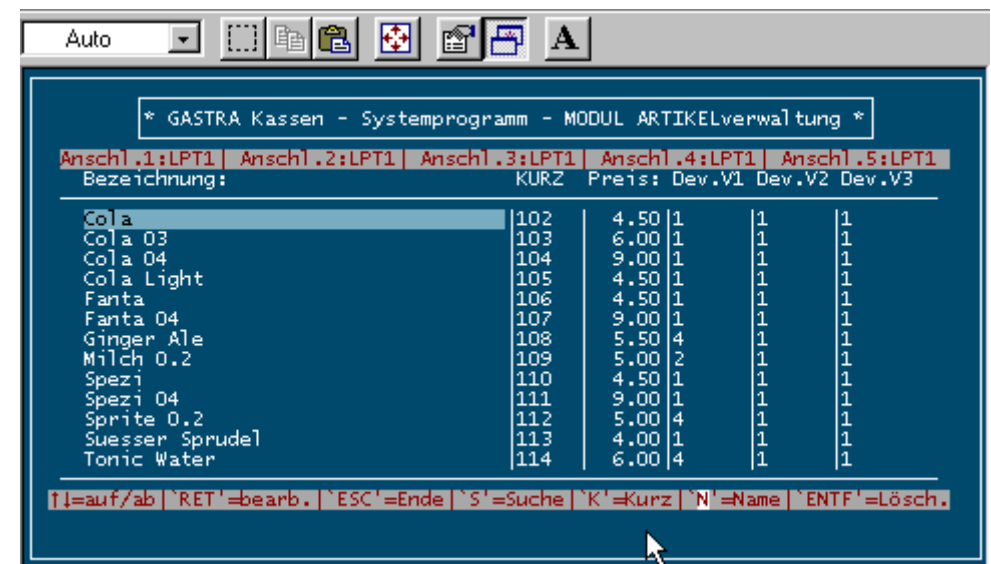 Auto A
* GASTRA Kassen - Systemprogramm - MODUL ARTIKELverwaltung *
Anschl.1:LPT1| Anschl.2:LPT1| Anschl.3:LPT1| Anschl.4:LPT1| Anschl.5:LPT1
Bezeichnung: KURZ Preis: Dev.V1 Dev.V2 Dev.V3
Cola |102 | 4.50|1 |1 |1
Cola 03 |103 | 6.00|1 |1 |1
Cola 04 |104 | 9.00|1 |1 |1
Cola Light |105 | 4.50|1 |1 |1
Fanta |106 | 4.50|1 |1 |1
Fanta 04 |107 | 9.00|1 |1 |1
Ginger Ale |108 | 5.50|4 |1 |1
Milch 0.2 |109 | 5.00|2 |1 |1
Spezi |110 | 4.50|1 |1 |1
Spezi 04 |111 | 9.00|1 |1 |1
Sprite 0.2 |112 | 5.00|4 |1 |1
Suesser Sprudel |113 | 4.00|1 |1 |1
Tonic Water |114 | 6.00|4 |1 |1
↑↓=auf/ab|`RET'=bearb.|`ESC'=Ende|`S'=Suche|`K'=Kurz|`N'=Name|`ENTF'=Lösch.